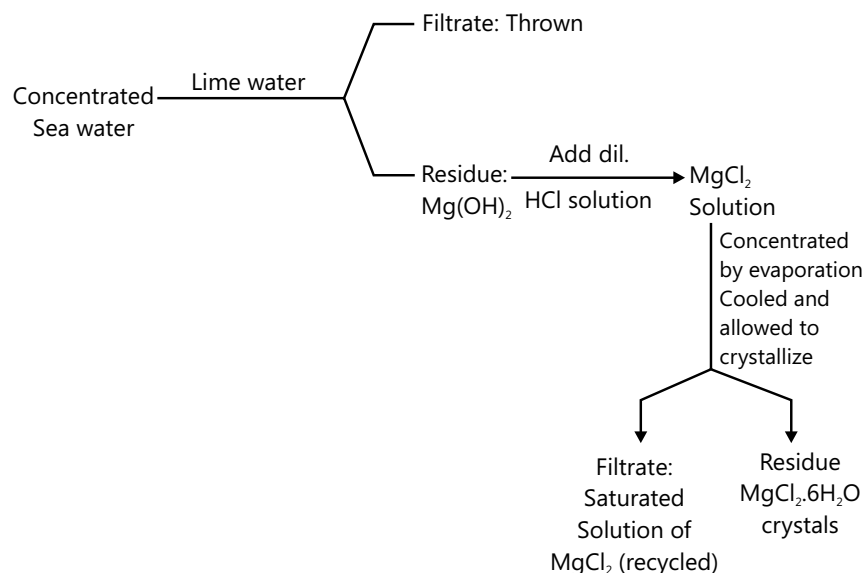 Filtrate: Thrown
Lime water
Concentrated
Sea water
Residue:
Mg(OH)₂
Add dil.
HCl solution
MgCl₂
Solution
Concentrated
by evaporation
Cooled and
allowed to
crystallize
Filtrate:
Saturated
Solution of
MgCl₂ (recycled)
Residue
MgCl₂.6H₂O
crystals